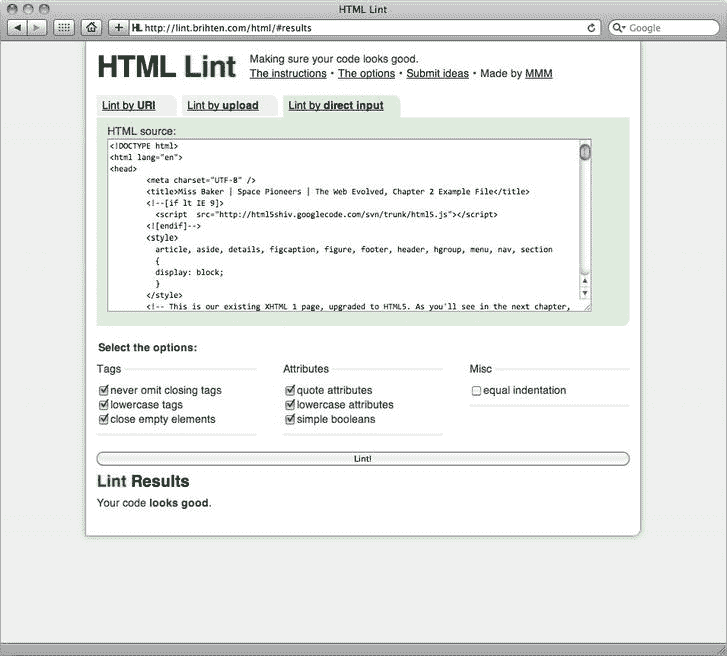 HTML Lint
HL http://lint.brihten.com/html/#results
Google
HTML Lint
Making sure your code looks good.
The instructions • The options • Submit ideas • Made by MMM
Lint by URI Lint by upload Lint by direct input
HTML source:
<!DOCTYPE html>
<html lang="en">
<head>
<meta charset="UTF-8" />
<title>Miss Baker | Space Pioneers | The Web Evolved, Chapter 2 Example File</title>
<!--[if lt IE 9]>
<script src="http://html5shiv.googlecode.com/svn/trunk/html5.js"></script>
<![endif]-->
<style>
article, aside, details, figcaption, figure, footer, header, hgroup, menu, nav, section
{
display: block;
}
</style>
<!-- This is our existing XHTML 1 page, upgraded to HTML5. As you'll see in the next chapter,
Select the options:
Tags Attributes Misc
never omit closing tags quote attributes equal indentation
lowercase tags lowercase attributes
close empty elements simple booleans
Lint!
Lint Results
Your code looks good.